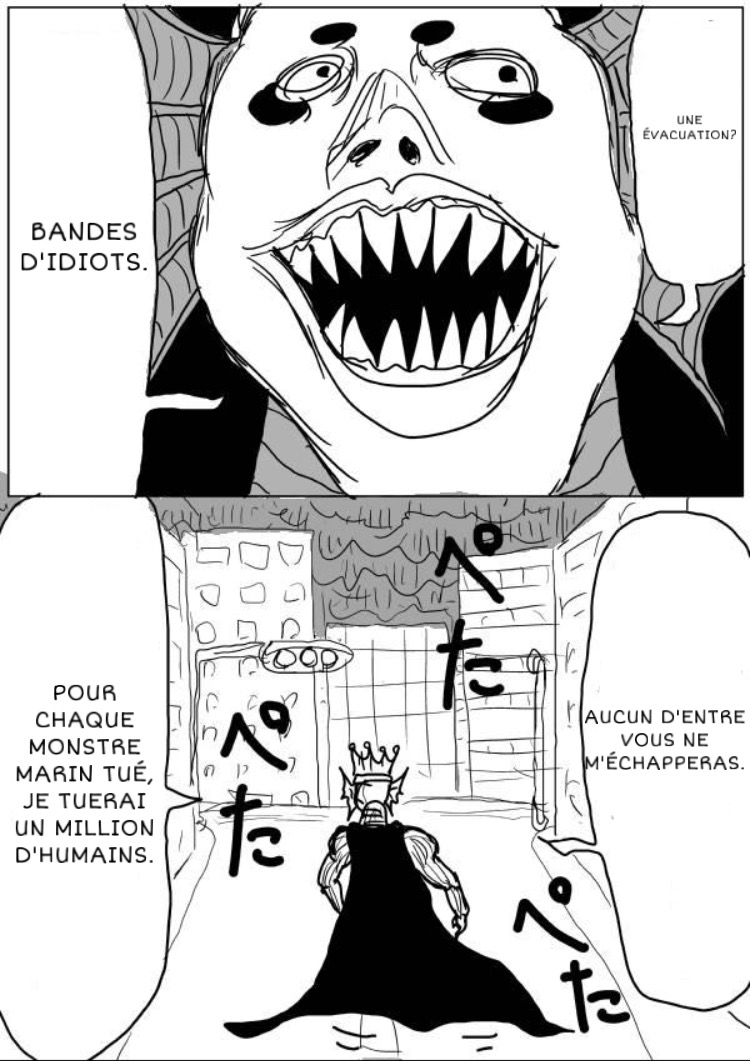 UNE
ÉVACUATION?
BANDES
D'IDIOTS.
AUCUN D'ENTRE
VOUS NE
M'ÉCHAPPERAS.
ぺた
ぺた
ぺた
POUR
CHAQUE
MONSTRE
MARIN TUÉ,
JE TUERAI
UN MILLION
D'HUMAINS.